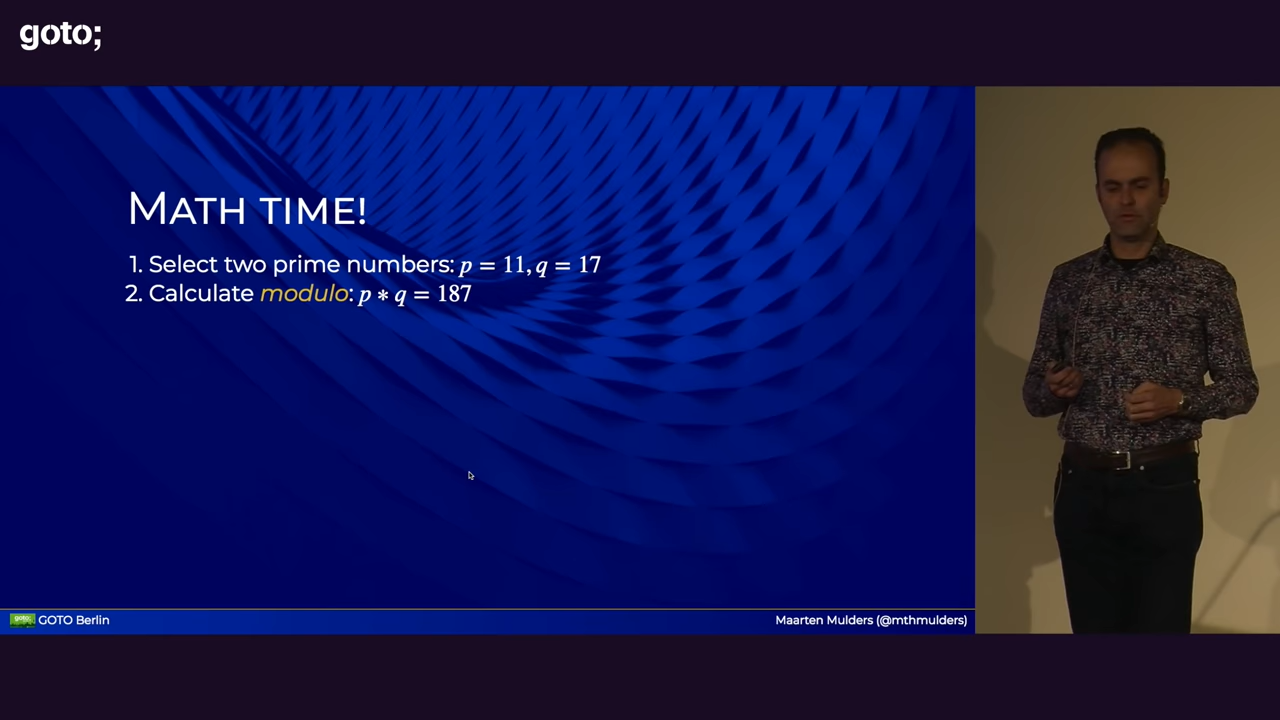 goto;
MATH TIME!
1. Select two prime numbers: p = 11, q = 17
2. Calculate modulo: p ∗ q = 187
goto; GOTO Berlin
Maarten Mulders (@mthmulders)